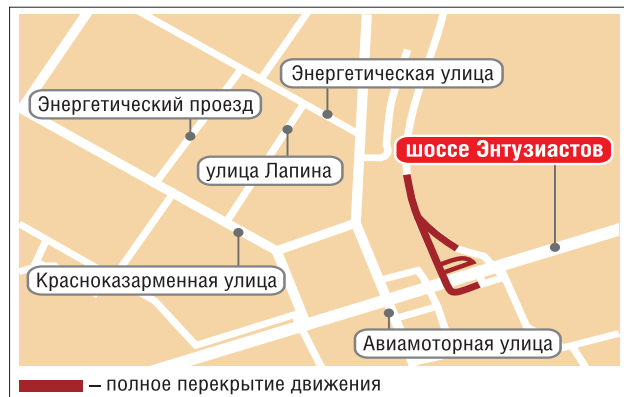 Энергетическая улица
Энергетический проезд
шоссе Энтузиастов
улица Лапина
Красноказарменная улица
Авиамоторная улица
– полное перекрытие движения